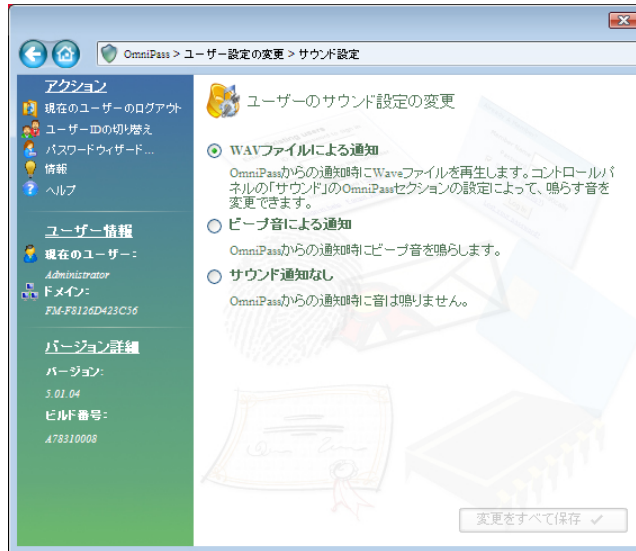 OmniPass > ユーザー設定の変更 > サウンド設定
アクション
現在のユーザーのログアウト
ユーザーIDの切り替え
パスワードウィザード...
情報
ヘルプ
ユーザー情報
現在のユーザー:
Administrator
ドメイン:
FM-F8126D423C56
バージョン詳細
バージョン:
5.01.04
ビルド番号:
A78310008
ユーザーのサウンド設定の変更
WAVファイルによる通知
OmniPassからの通知時にWaveファイルを再生します。コントロールパ
ネルの「サウンド」のOmniPassセクションの設定によって、鳴らす音を
変更できます。
ビープ音による通知
OmniPassからの通知時にビープ音を鳴らします。
サウンド通知なし
OmniPassからの通知時に音は鳴りません。
変更をすべて保存